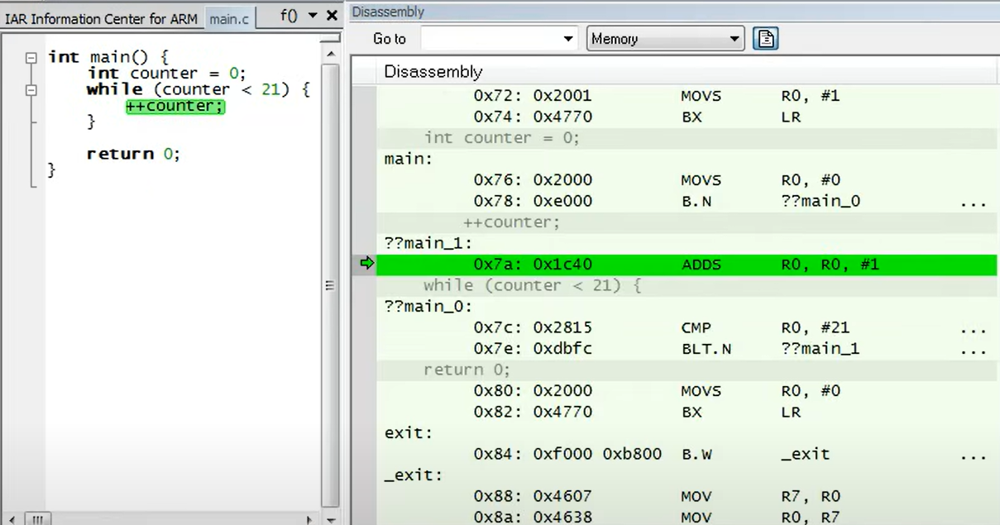 IAR Information Center for ARM main.c f()
int main() {
int counter = 0;
while (counter < 21) {
++counter;
}
return 0;
}
Disassembly
Go to Memory
Disassembly
0x72: 0x2001 MOVS R0, #1
0x74: 0x4770 BX LR
int counter = 0;
main:
0x76: 0x2000 MOVS R0, #0
0x78: 0xe000 B.N ??main_0 ...
++counter;
??main_1:
0x7a: 0x1c40 ADDS R0, R0, #1
while (counter < 21) {
??main_0:
0x7c: 0x2815 CMP R0, #21 ...
0x7e: 0xdbfc BLT.N ??main_1 ...
return 0;
0x80: 0x2000 MOVS R0, #0
0x82: 0x4770 BX LR
exit:
0x84: 0xf000 0xb800 B.W _exit ...
_exit:
0x88: 0x4607 MOV R7, R0
0x8a: 0x4638 MOV R0, R7